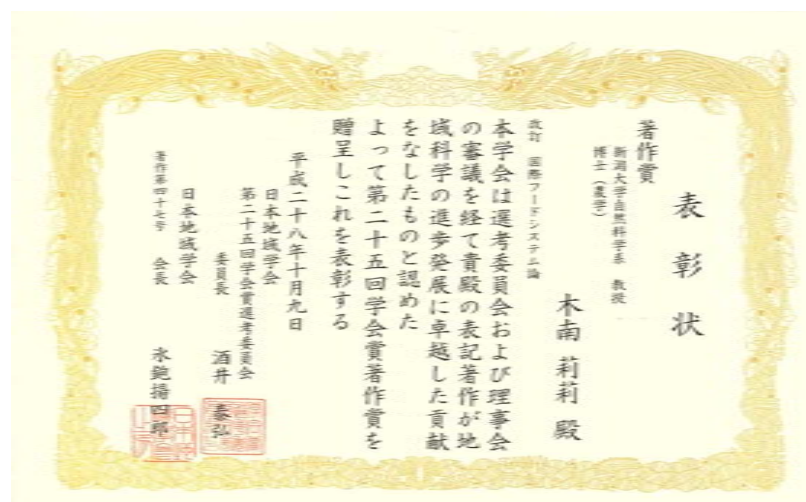 表彰状
著作賞
新潟大学自然科学系 教授
博士(農学)
木南 莉莉 殿
改訂 国際フードシステム論
本学会は選考委員会および理事会
の審議を経て貴殿の表記著作が地
域科学の進歩発展に卓越した貢献
をなしたものと認めた
よって第二十五回学会賞著作賞を
贈呈しこれを表彰する
平成二十八年十月九日
日本地域学会
第二十五回学会賞選考委員会
委員長 酒井 泰弘
日本地域学会
会長 氷鉋揚四郎
著作第四十七号